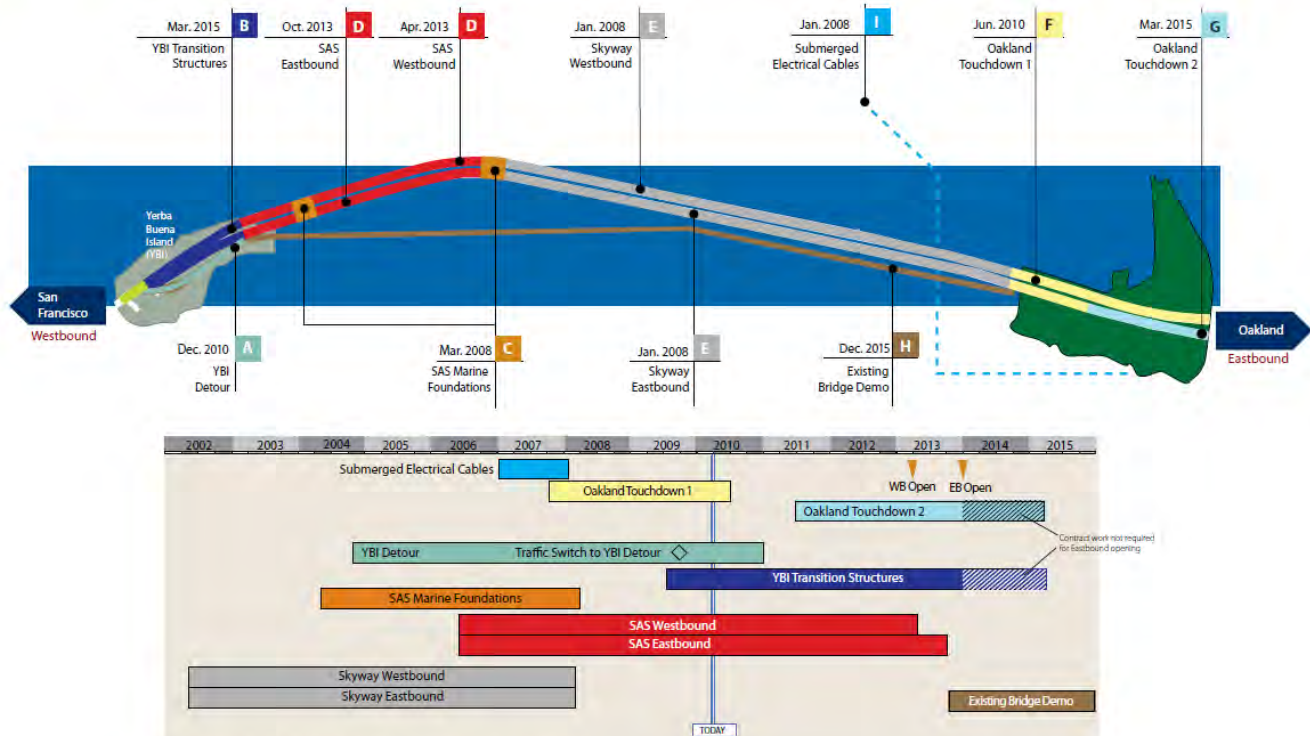 Mar. 2015 B
YBI Transition
Structures
Oct. 2013 D
SAS
Eastbound
Apr. 2013 D
SAS
Westbound
Jan. 2008 E
Skyway
Westbound
Jan. 2008 I
Submerged
Electrical Cables
Jun. 2010 F
Oakland
Touchdown 1
Mar. 2015 G
Oakland
Touchdown 2
Yerba
Buena
Island
(YBI)
San
Francisco
Westbound
Oakland
Eastbound
Dec. 2010 A
YBI
Detour
Mar. 2008 C
SAS Marine
Foundations
Jan. 2008 E
Skyway
Eastbound
Dec. 2015 H
Existing
Bridge Demo
2002 2003 2004 2005 2006 2007 2008 2009 2010 2011 2012 2013 2014 2015
Submerged Electrical Cables
Oakland Touchdown 1
WB Open
EB Open
Oakland Touchdown 2
Contract work not required
for Eastbound opening
YBI Detour
Traffic Switch to YBI Detour
YBI Transition Structures
SAS Marine Foundations
SAS Westbound
SAS Eastbound
Skyway Westbound
Skyway Eastbound
Existing Bridge Demo
TODAY